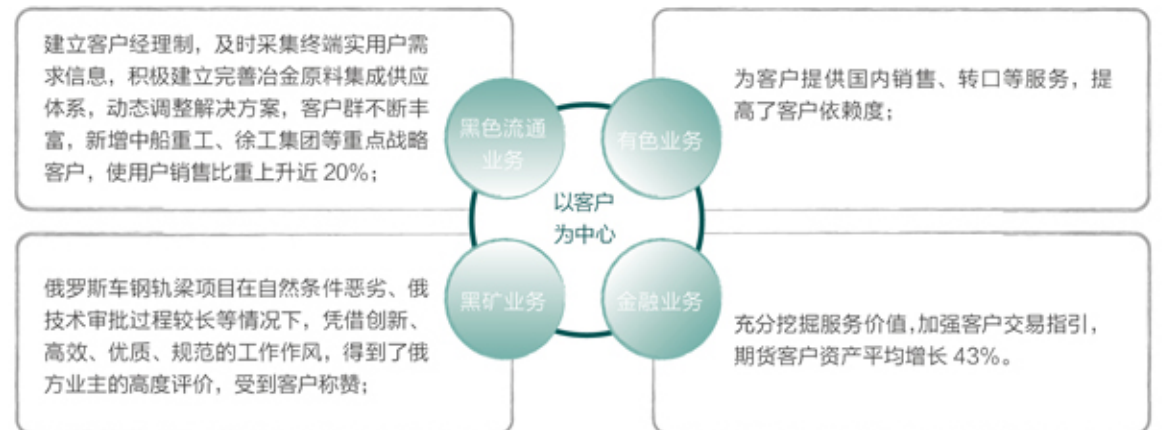 建立客户经理制，及时采集终端实用户需
求信息，积极建立完善冶金原料集成供应
体系，动态调整解决方案，客户群不断丰
富，新增中船重工、徐工集团等重点战略
客户，使用户销售比重上升近 20%；
黑色流通
业务
有色业务
为客户提供国内销售、转口等服务，提
高了客户依赖度；
以客户
为中心
俄罗斯车钢轨梁项目在自然条件恶劣、俄
技术审批过程较长等情况下，凭借创新、
高效、优质、规范的工作作风，得到了俄
方业主的高度评价，受到客户称赞；
黑矿业务
金融业务
充分挖掘服务价值，加强客户交易指引，
期货客户资产平均增长 43%。